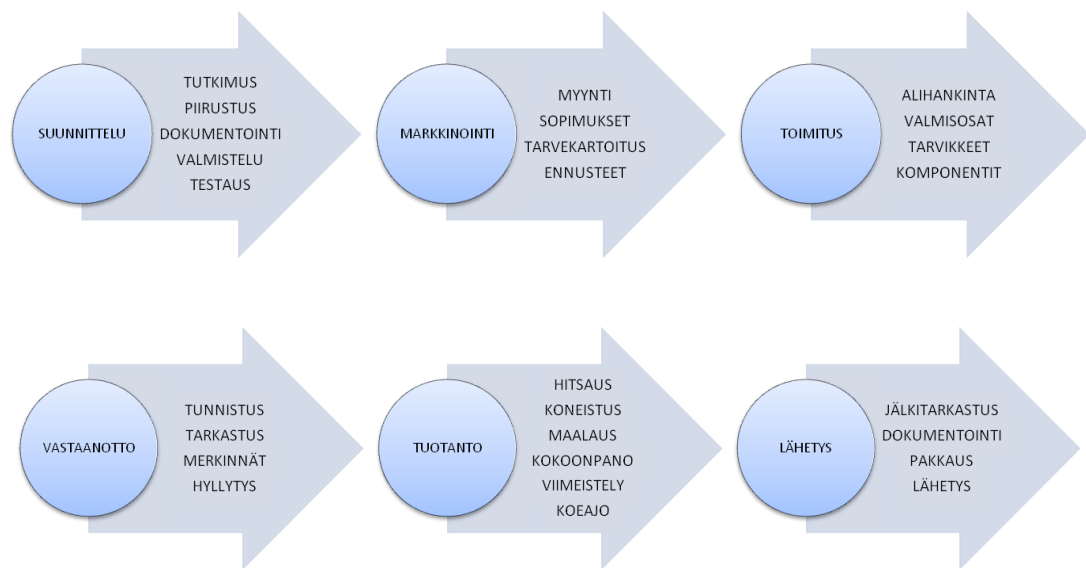 SUUNNITTELU
TUTKIMUS
PIIRUSTUS
DOKUMENTOINTI
VALMISTELU
TESTAUS
MARKKINOINTI
MYYNTI
SOPIMUKSET
TARVEKARTOITUS
ENNUSTEET
TOIMITUS
ALIHANKINTA
VALMISOSAT
TARVIKKEET
KOMPONENTIT
VASTAANOTTO
TUNNISTUS
TARKASTUS
MERKINNÄT
HYLLYTYS
TUOTANTO
HITSAUS
KONEISTUS
MAALAUS
KOKOONPANO
VIIMEISTELY
KOEAJO
LÄHETYS
JÄLKITARKASTUS
DOKUMENTOINTI
PAKKAUS
LÄHETYS